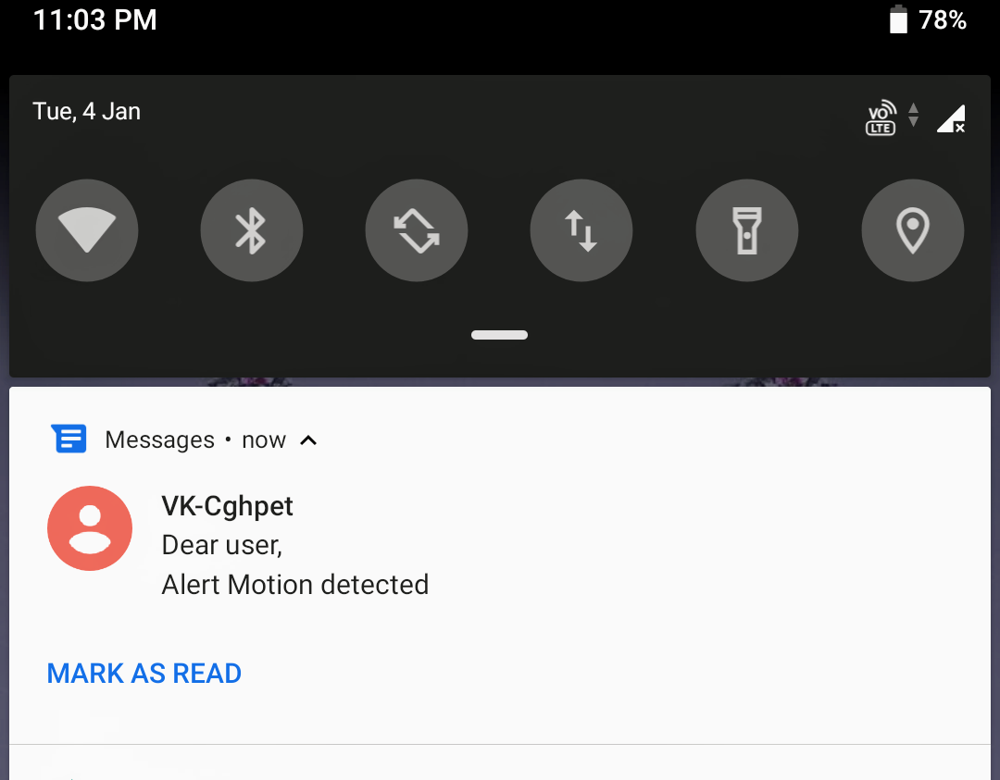 11:03 PM
78%
Tue, 4 Jan
VO
LTE
Messages • now
VK-Cghpet
Dear user,
Alert Motion detected
MARK AS READ